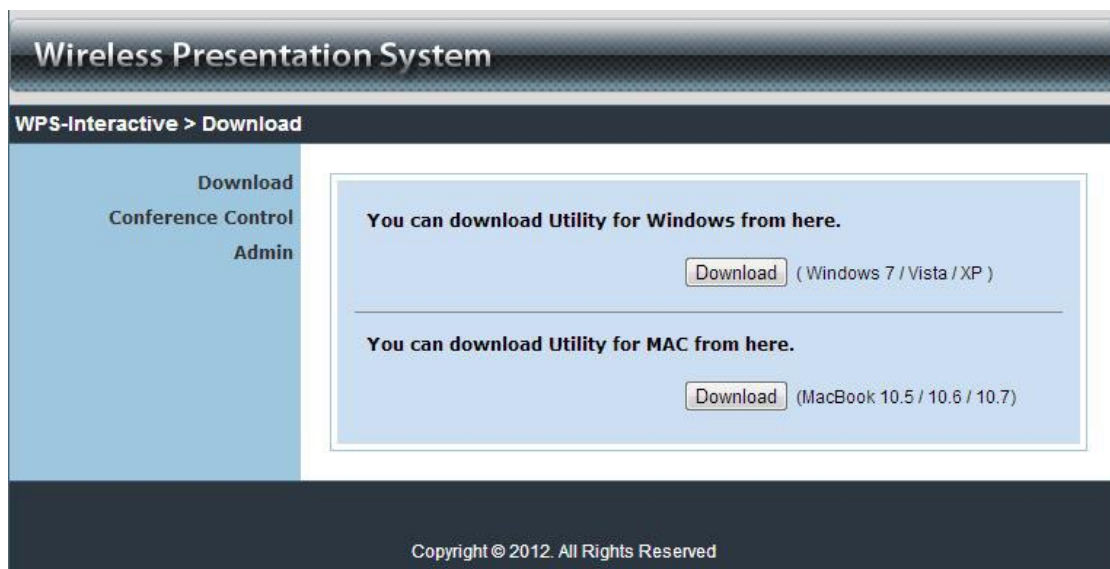 Wireless Presentation System
WPS-Interactive > Download
Download
Conference Control
Admin
You can download Utility for Windows from here.
Download ( Windows 7 / Vista / XP )
You can download Utility for MAC from here.
Download (MacBook 10.5 / 10.6 / 10.7)
Copyright © 2012. All Rights Reserved